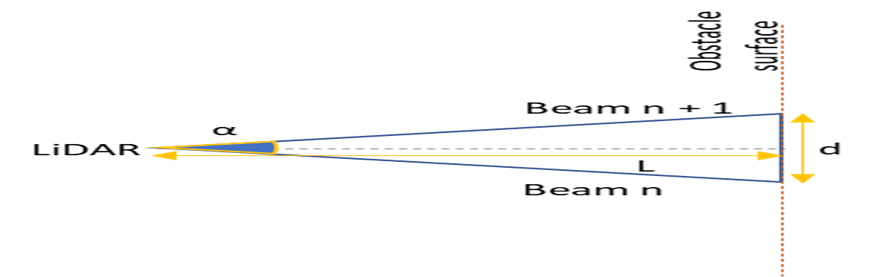 Obstacle
surface
Beam n + 1
α
LiDAR
d
L
Beam n